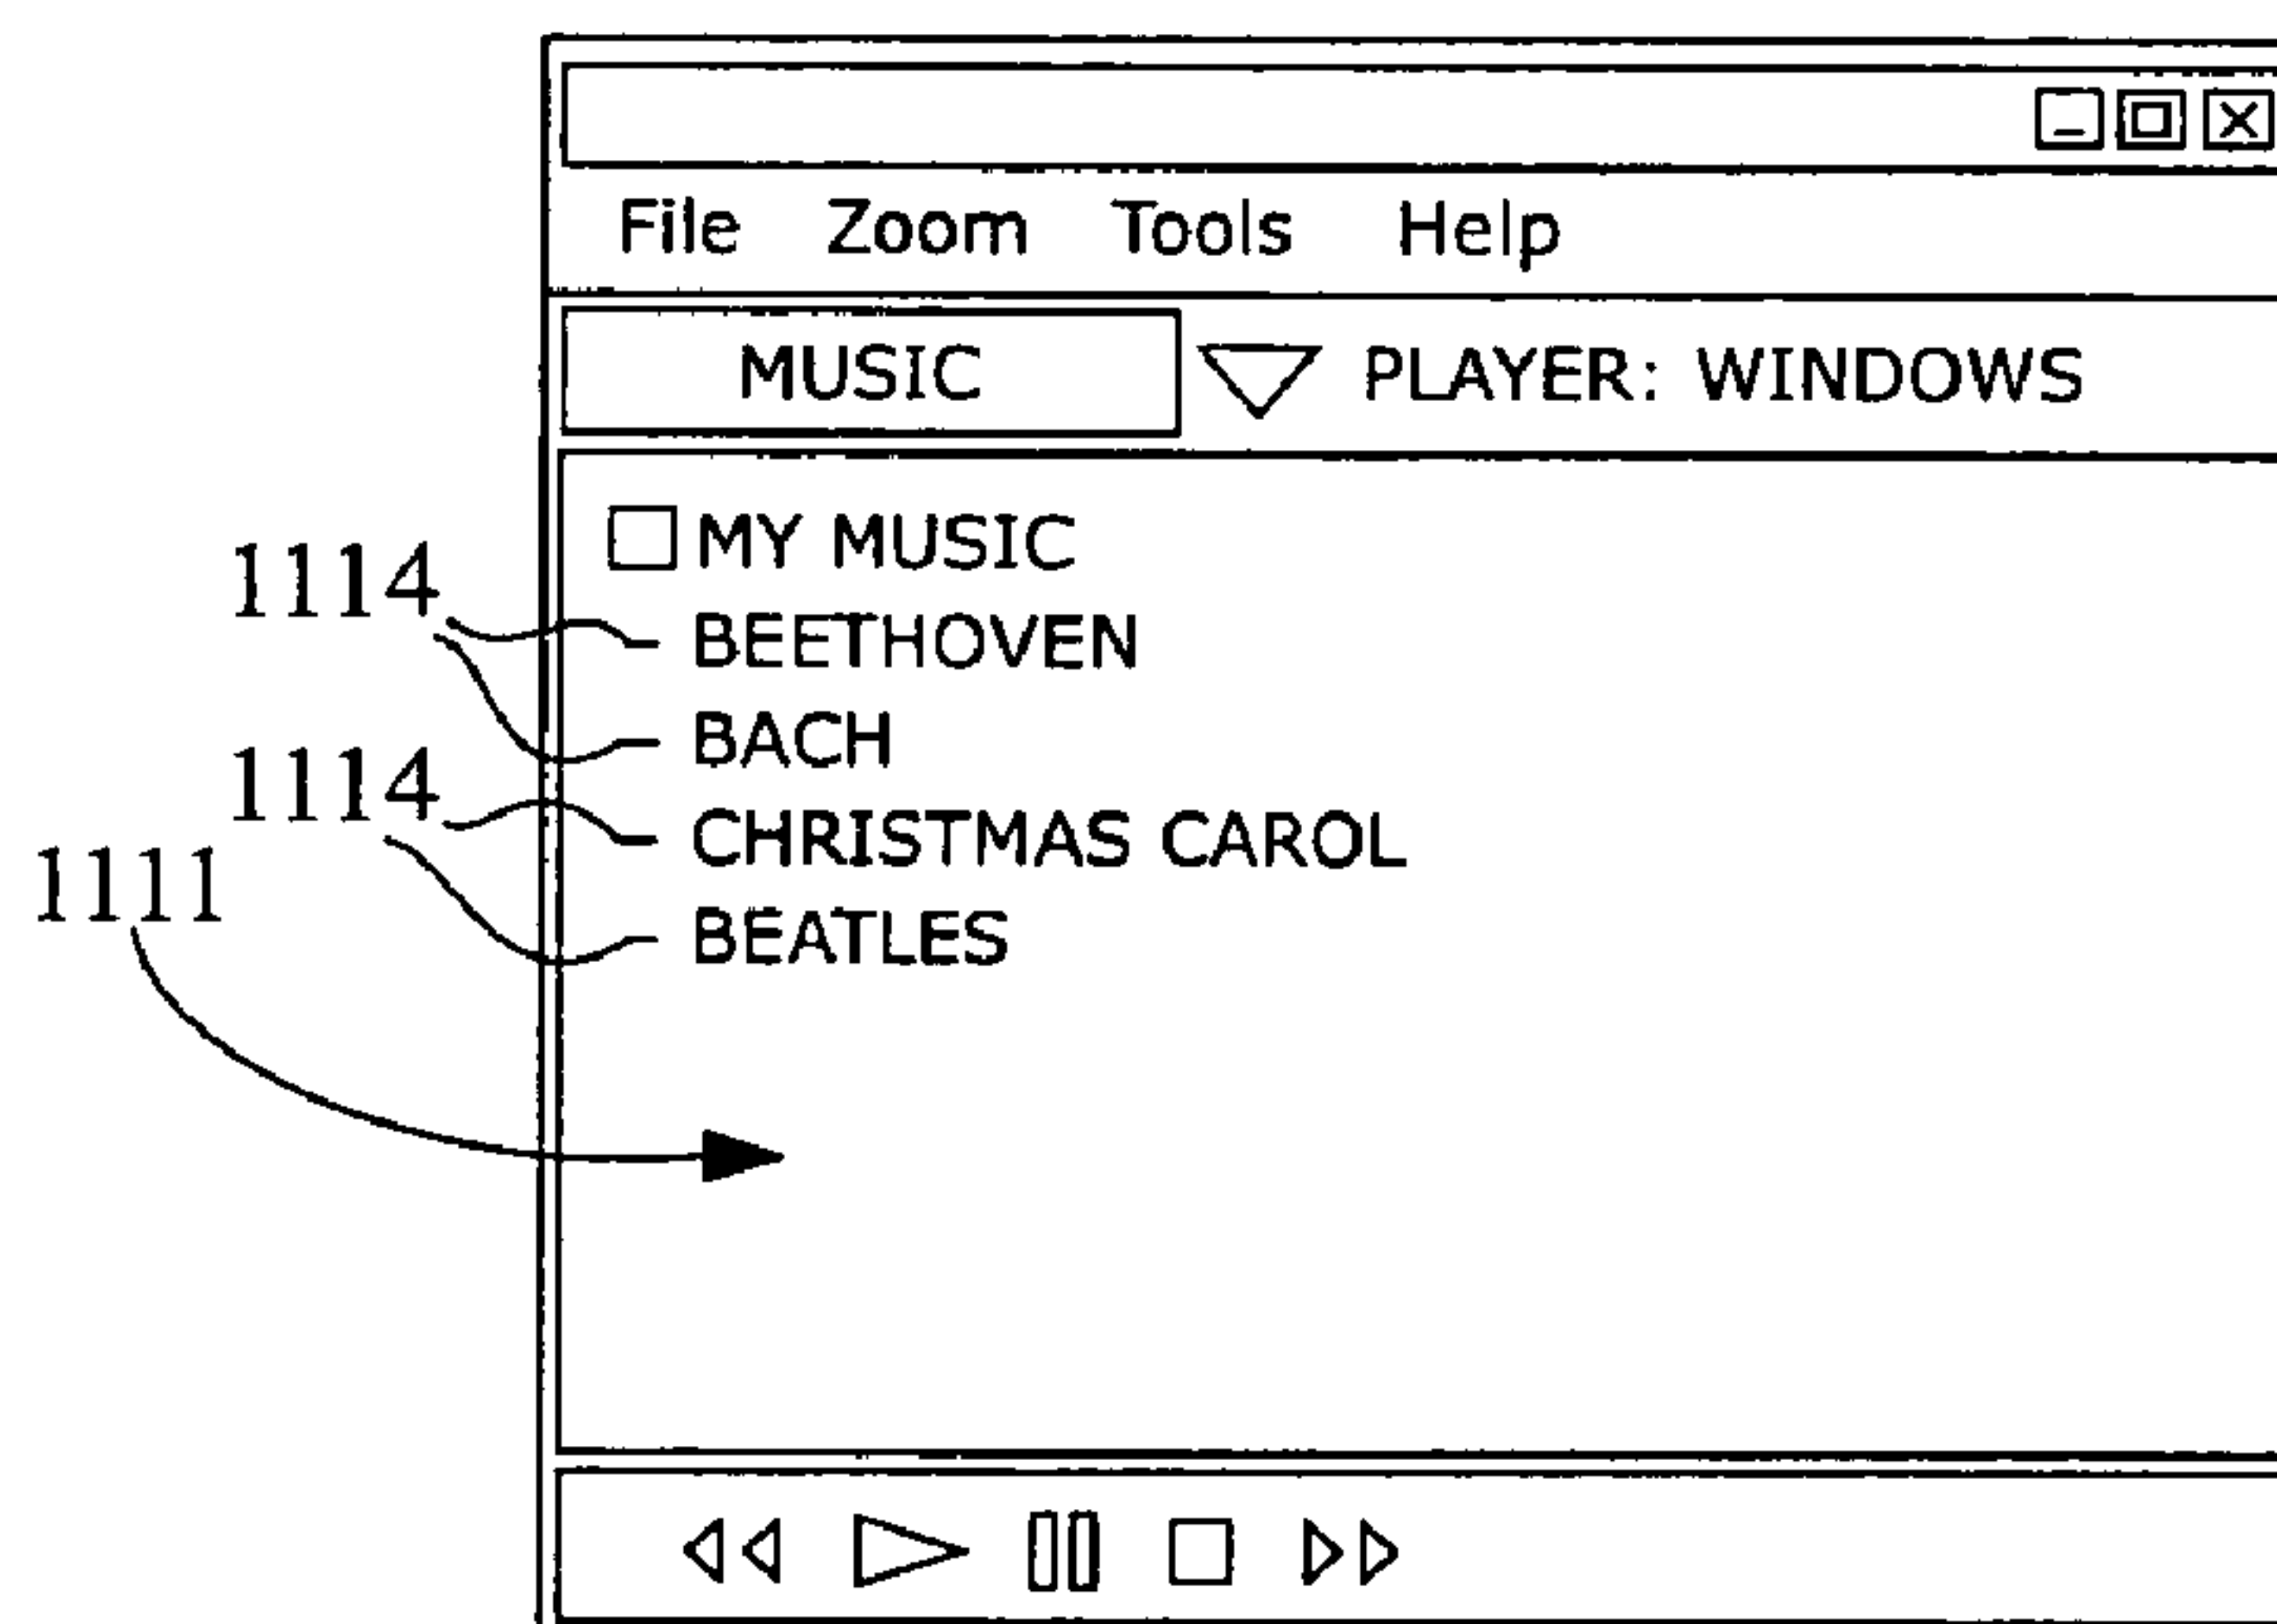 File Zoom Tools Help
MUSIC PLAYER: WINDOWS
MY MUSIC
1114
BEETHOVEN
BACH
1114
CHRISTMAS CAROL
1111
BEATLES